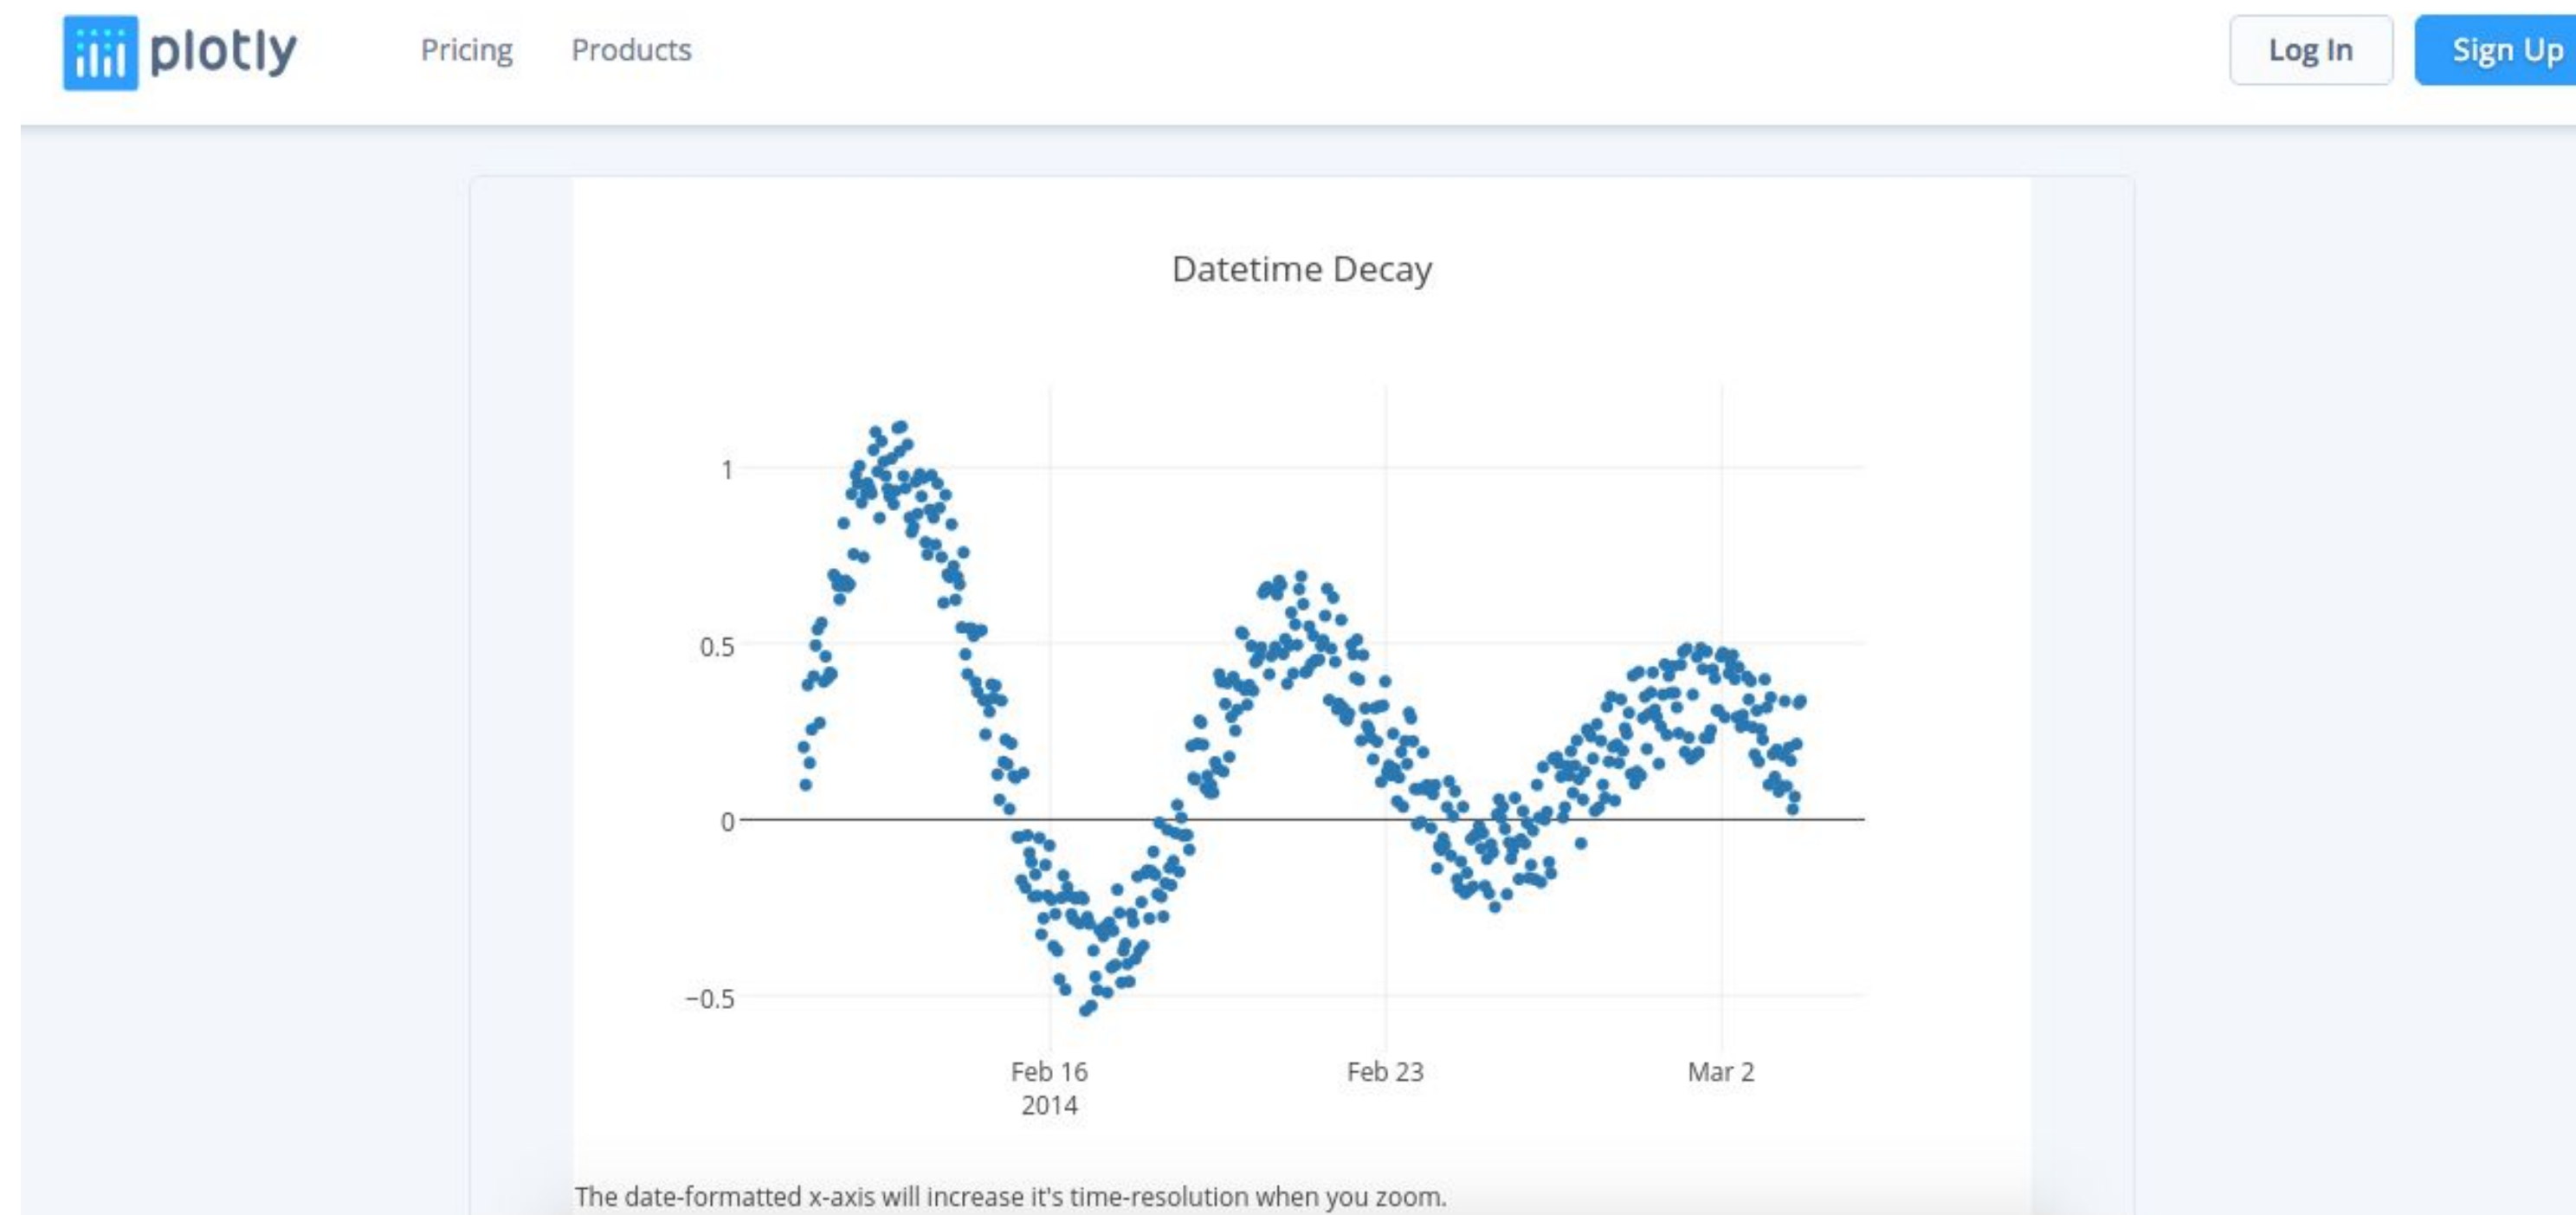 plotly Pricing Products Log In Sign Up
Datetime Decay
1
0.5
0
−0.5
Feb 16 Feb 23 Mar 2
2014
The date-formatted x-axis will increase it's time-resolution when you zoom.